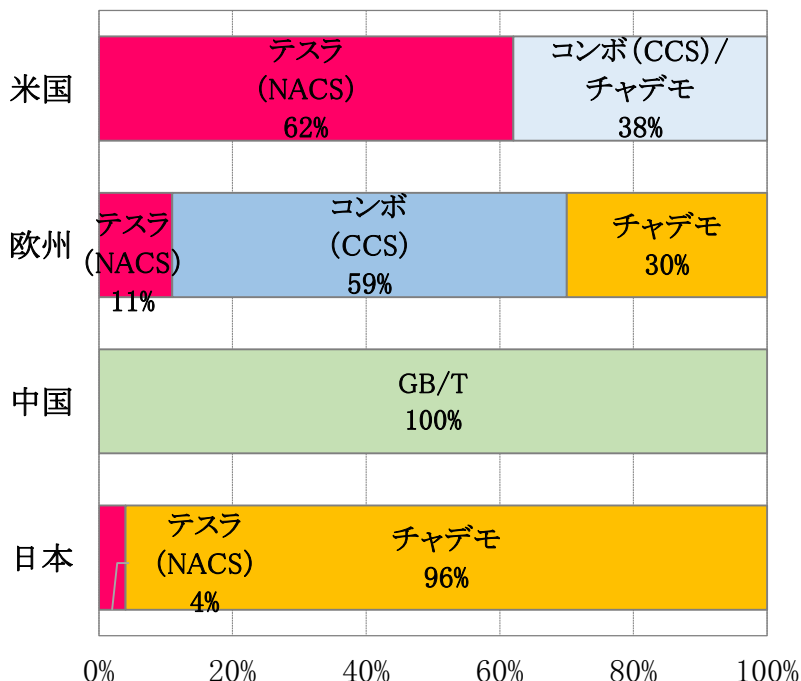 米国
テスラ
(NACS)
62%
コンボ(CCS)/
チャデモ
38%
欧州
テスラ
(NACS)
11%
コンボ
(CCS)
59%
チャデモ
30%
中国
GB/T
100%
日本
テスラ
(NACS)
4%
チャデモ
96%
0% 20% 40% 60% 80% 100%